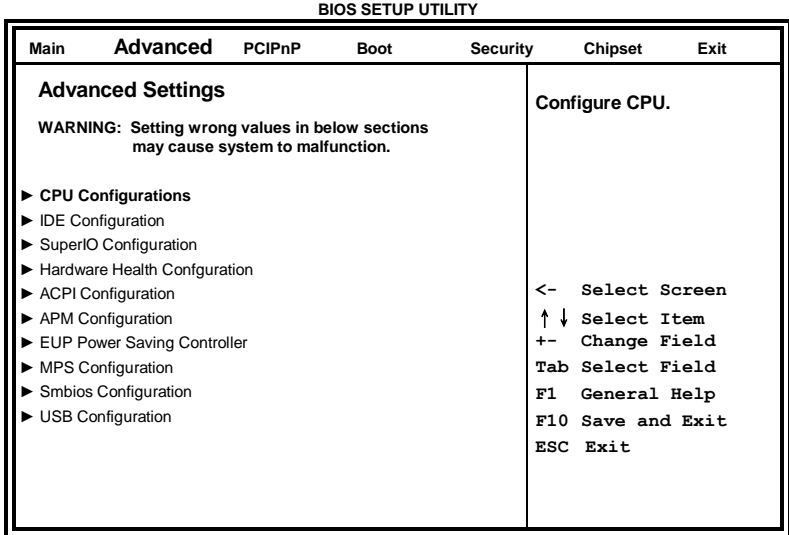 BIOS SETUP UTILITY
Main Advanced PCIPnP Boot Security Chipset Exit
Advanced Settings
WARNING: Setting wrong values in below sections
may cause system to malfunction.
► CPU Configurations
► IDE Configuration
► SuperIO Configuration
► Hardware Health Confguration
► ACPI Configuration
► APM Configuration
► EUP Power Saving Controller
► MPS Configuration
► Smbios Configuration
► USB Configuration
Configure CPU.
<- Select Screen
↑↓ Select Item
+- Change Field
Tab Select Field
F1 General Help
F10 Save and Exit
ESC Exit